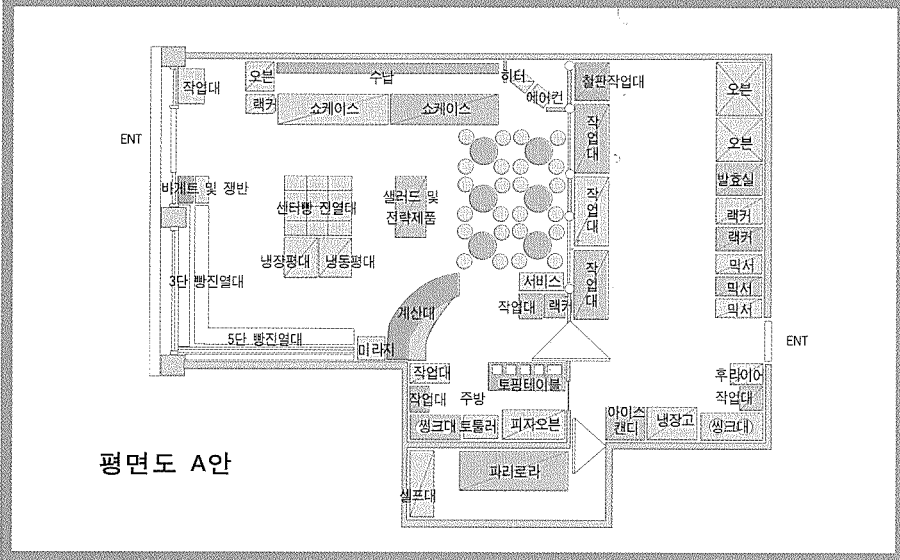 오븐
수납
히터
에어컨
철판작업대
오븐
작업대
랙커
쇼케이스
쇼케이스
작업대
오븐
ENT
바게트 및 쟁반
센터빵 진열대
샐러드 및
전략제품
작업대
발효실
랙커
랙커
냉장평대
냉동평대
3단 빵진열대
서비스
작업대
랙커
작업대
믹서
믹서
믹서
계산대
5단 빵진열대
미라지
ENT
작업대
토핑테이블
후라이어
작업대
주방
작업대
씽크대
토툴러
피자오븐
아이스
캔디
냉장고
씽크대
평면도 A안
셀프대
파리로라